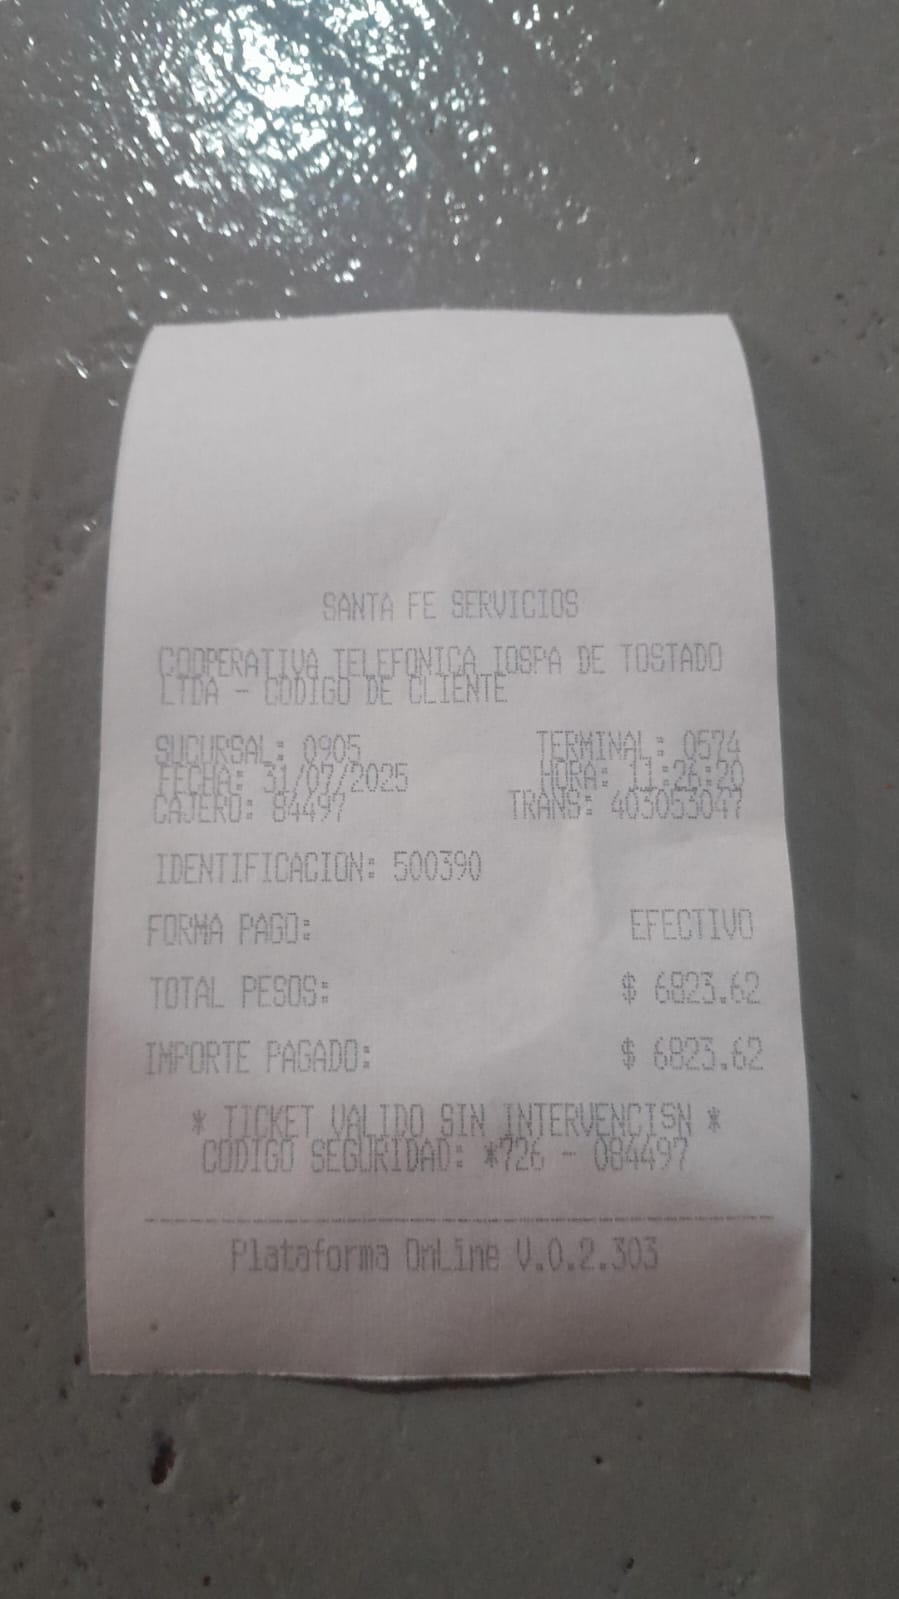 SANTA FE SERVICIOS
COOPERATIVA TELEFONICA IOSPA DE TOSTADO
LTDA - CODIGO DE CLIENTE
SUCURSAL: 0905 TERMINAL: 0574
FECHA: 31/07/2025 HORA: 11:26:20
CAJERO: 84497 TRANS: 403053047
IDENTIFICACION: 500390
FORMA PAGO: EFECTIVO
TOTAL PESOS: $ 6823.62
IMPORTE PAGADO: $ 6823.62
* TICKET VALIDO SIN INTERVENCISN *
CODIGO SEGURIDAD: *726 - 084497
Plataforma OnLine V.0.2.303